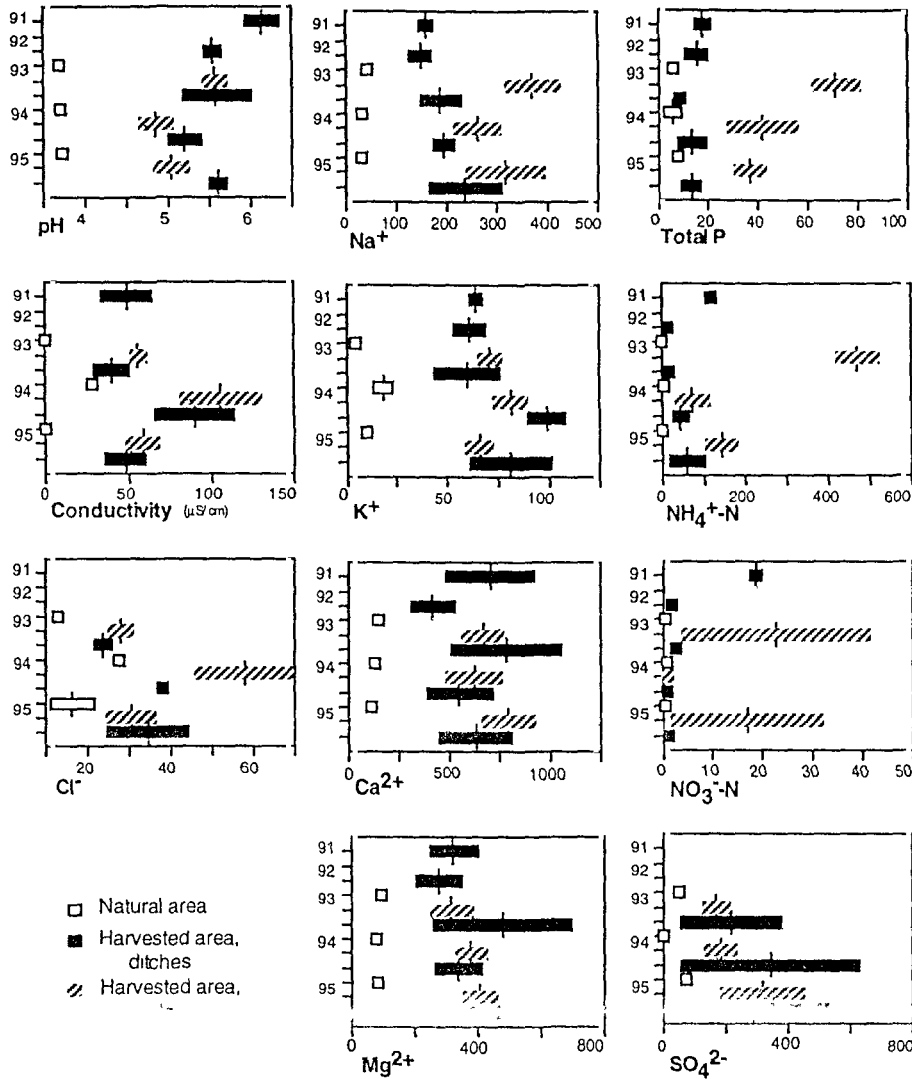 91
92
93
94
95
4 5 6
pH
91
92
93
94
95
0 100 200 300 400 500
Na⁺
91
92
93
94
95
0 20 40 60 80 100
Total P
91
92
93
94
95
0 50 100 150
Conductivity (µS/cm)
91
92
93
94
95
0 50 100
K⁺
91
92
93
94
95
0 200 400 600
NH₄⁺-N
91
92
93
94
95
20 40 60
Cl⁻
91
92
93
94
95
0 500 1000
Ca²⁺
91
92
93
94
95
0 10 20 30 40 50
NO₃⁻-N
91
92
93
94
95
0 400 800
Mg²⁺
91
92
93
94
95
0 200 400 600 800
SO₄²⁻
Natural area
Harvested area,
ditches
Harvested area,